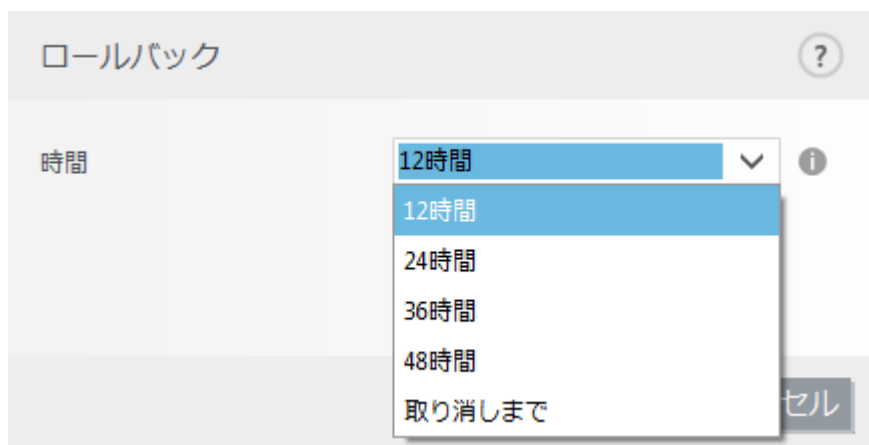 ロールバック
?
時間
12時間
i
12時間
24時間
36時間
48時間
取り消しまで
セル